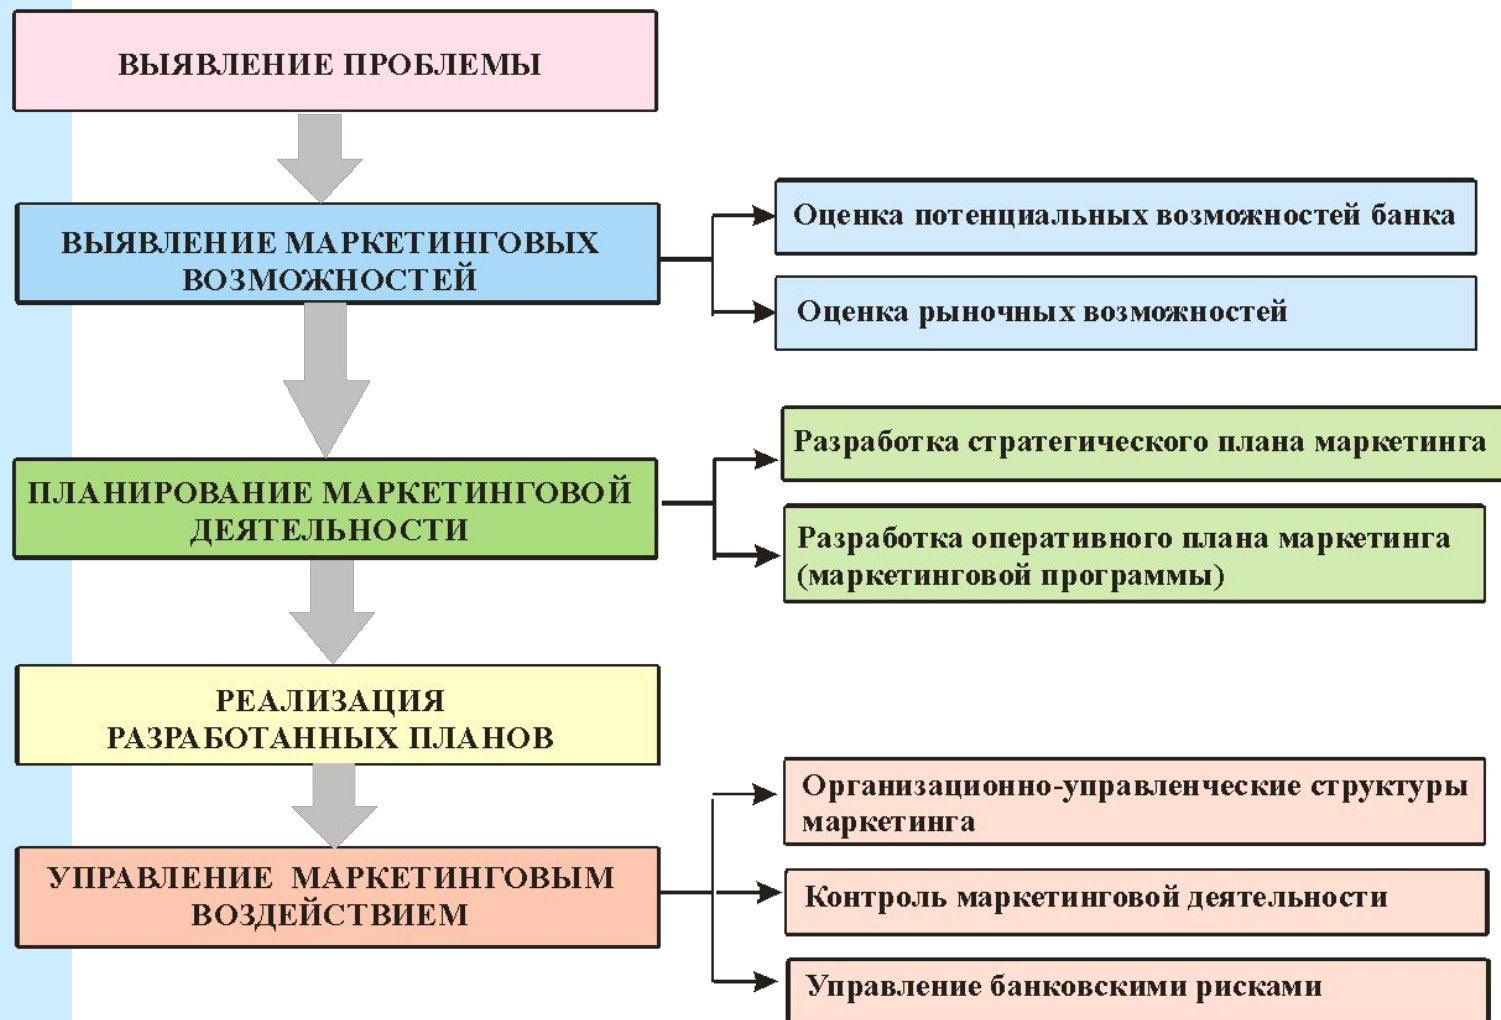 ВЫЯВЛЕНИЕ ПРОБЛЕМЫ
ВЫЯВЛЕНИЕ МАРКЕТИНГОВЫХ
ВОЗМОЖНОСТЕЙ
Оценка потенциальных возможностей банка
Оценка рыночных возможностей
ПЛАНИРОВАНИЕ МАРКЕТИНГОВОЙ
ДЕЯТЕЛЬНОСТИ
Разработка стратегического плана маркетинга
Разработка оперативного плана маркетинга
(маркетинговой программы)
РЕАЛИЗАЦИЯ
РАЗРАБОТАННЫХ ПЛАНОВ
УПРАВЛЕНИЕ МАРКЕТИНГОВЫМ
ВОЗДЕЙСТВИЕМ
Организационно-управленческие структуры
маркетинга
Контроль маркетинговой деятельности
Управление банковскими рисками